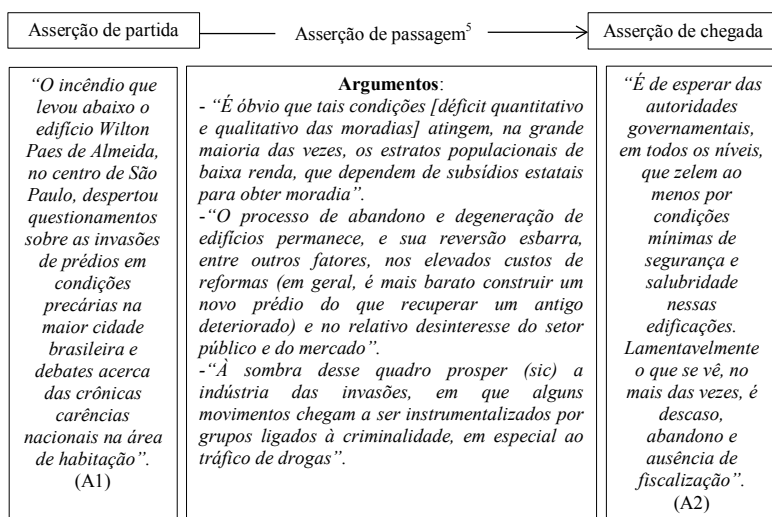 Asserção de partida
Asserção de passagem⁵
Asserção de chegada
“O incêndio que
levou abaixo o
edifício Wilton
Paes de Almeida,
no centro de São
Paulo, despertou
questionamentos
sobre as invasões
de prédios em
condições
precárias na
maior cidade
brasileira e
debates acerca
das crônicas
carências
nacionais na área
de habitação”.
(A1)
Argumentos:
- “É óbvio que tais condições [déficit quantitativo
e qualitativo das moradias] atingem, na grande
maioria das vezes, os estratos populacionais de
baixa renda, que dependem de subsídios estatais
para obter moradia”.
-“O processo de abandono e degeneração de
edifícios permanece, e sua reversão esbarra,
entre outros fatores, nos elevados custos de
reformas (em geral, é mais barato construir um
novo prédio do que recuperar um antigo
deteriorado) e no relativo desinteresse do setor
público e do mercado”.
-“À sombra desse quadro prosper (sic) a
indústria das invasões, em que alguns
movimentos chegam a ser instrumentalizados por
grupos ligados à criminalidade, em especial ao
tráfico de drogas”.
“É de esperar das
autoridades
governamentais,
em todos os níveis,
que zelem ao
menos por
condições
mínimas de
segurança e
salubridade
nessas
edificações.
Lamentavelmente
o que se vê, no
mais das vezes, é
descaso,
abandono e
ausência de
fiscalização”.
(A2)